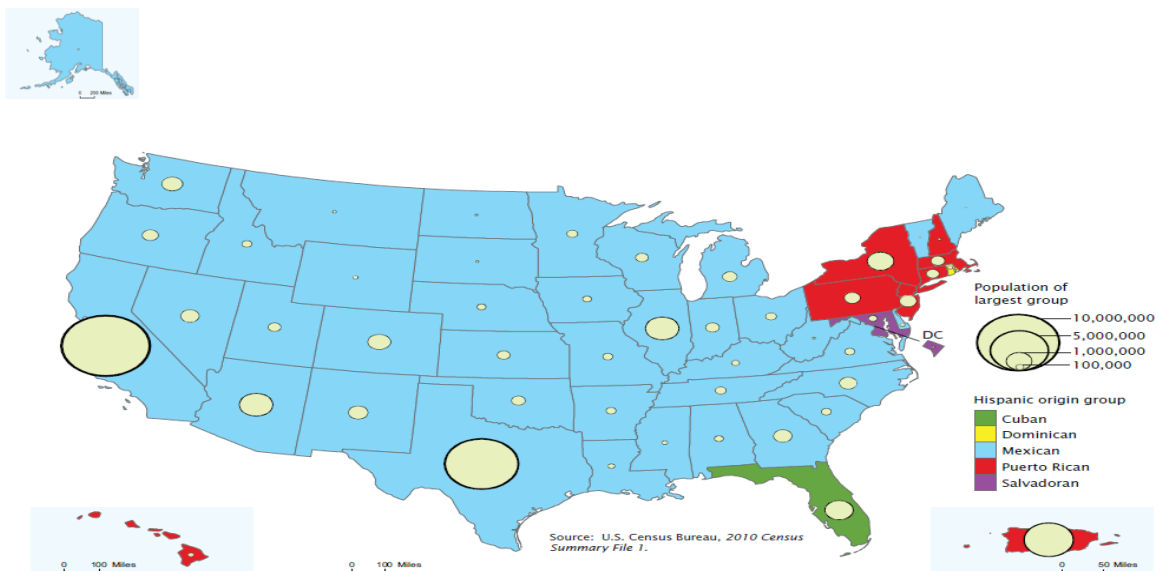 0 200 Miles
DC
Population of
largest group
10,000,000
5,000,000
1,000,000
100,000
Hispanic origin group
Cuban
Dominican
Mexican
Puerto Rican
Salvadoran
Source: U.S. Census Bureau, 2010 Census
Summary File 1.
0 100 Miles
0 100 Miles
0 50 Miles